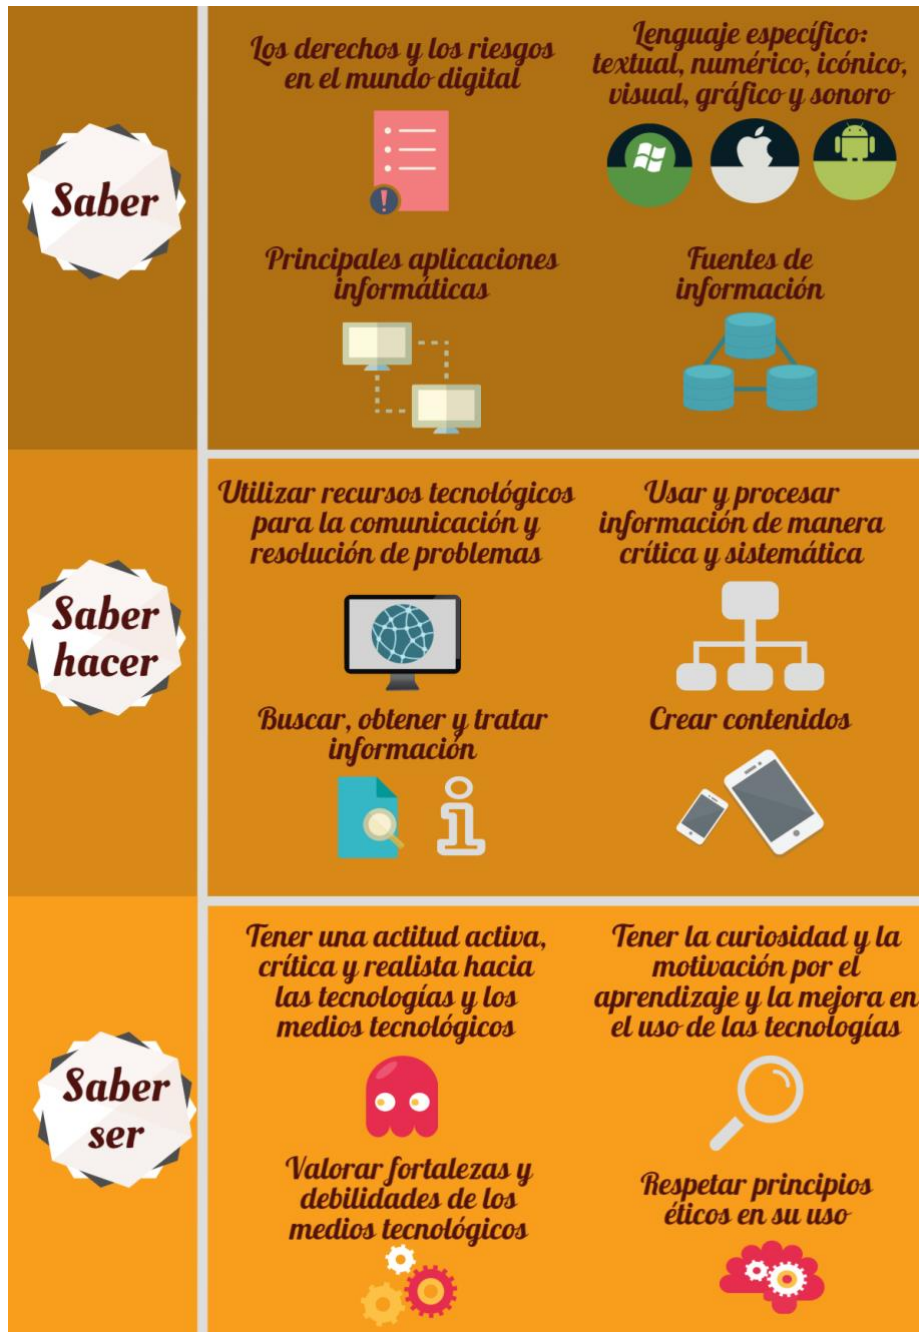 Saber
Los derechos y los riesgos
en el mundo digital
Lenguaje específico:
textual, numérico, icónico,
visual, gráfico y sonoro
Principales aplicaciones
informáticas
Fuentes de
información
Saber
hacer
Utilizar recursos tecnológicos
para la comunicación y
resolución de problemas
Usar y procesar
información de manera
crítica y sistemática
Buscar, obtener y tratar
información
Crear contenidos
Saber
ser
Tener una actitud activa,
crítica y realista hacia
las tecnologías y los
medios tecnológicos
Tener la curiosidad y la
motivación por el
aprendizaje y la mejora en
el uso de las tecnologías
Valorar fortalezas y
debilidades de los
medios tecnológicos
Respetar principios
éticos en su uso